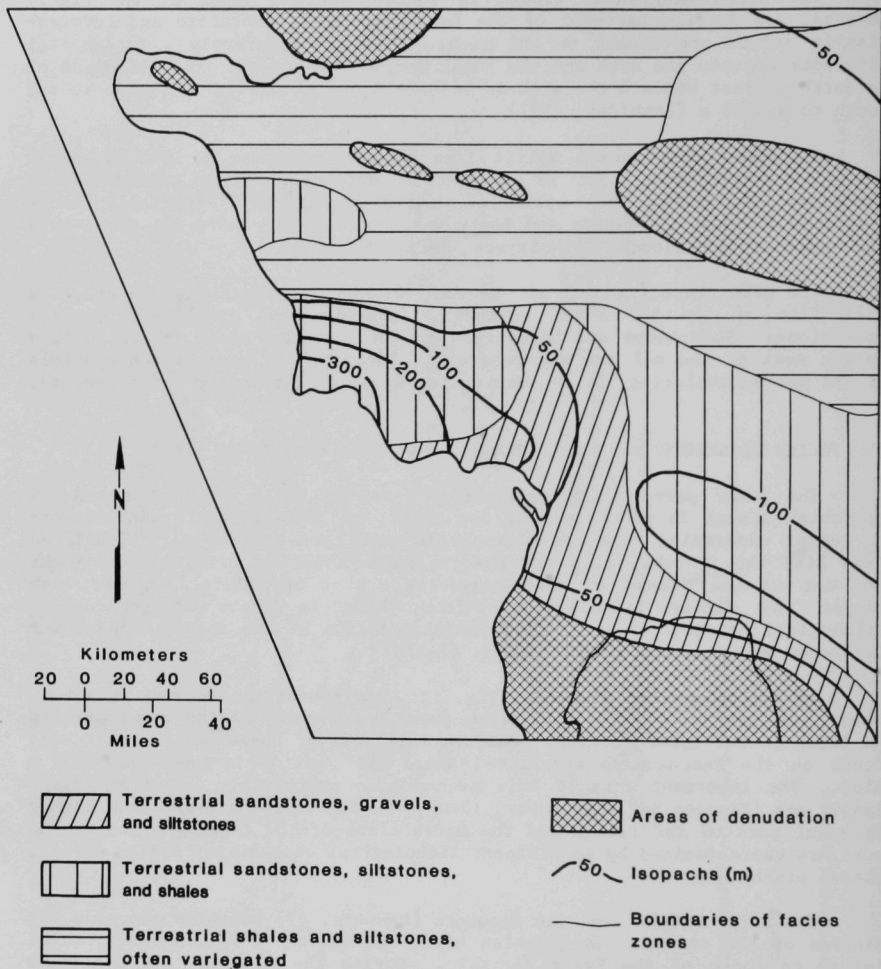 50
50
100
200
300
100
N
50
Kilometers
20 0 20 40 60
0 20 40
Miles
Terrestrial sandstones, gravels,
and siltstones
Terrestrial sandstones, siltstones,
and shales
Terrestrial shales and siltstones,
often variegated
Areas of denudation
50 Isopachs (m)
Boundaries of facies
zones